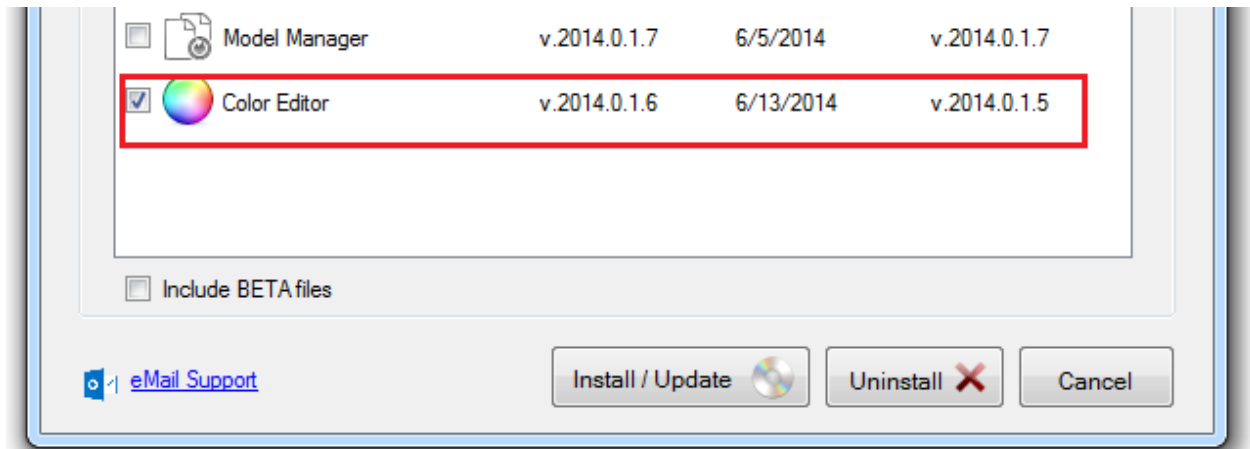 Model Manager v.2014.0.1.7 6/5/2014 v.2014.0.1.7
Color Editor v.2014.0.1.6 6/13/2014 v.2014.0.1.5
Include BETA files
eMail Support Install / Update Uninstall Cancel